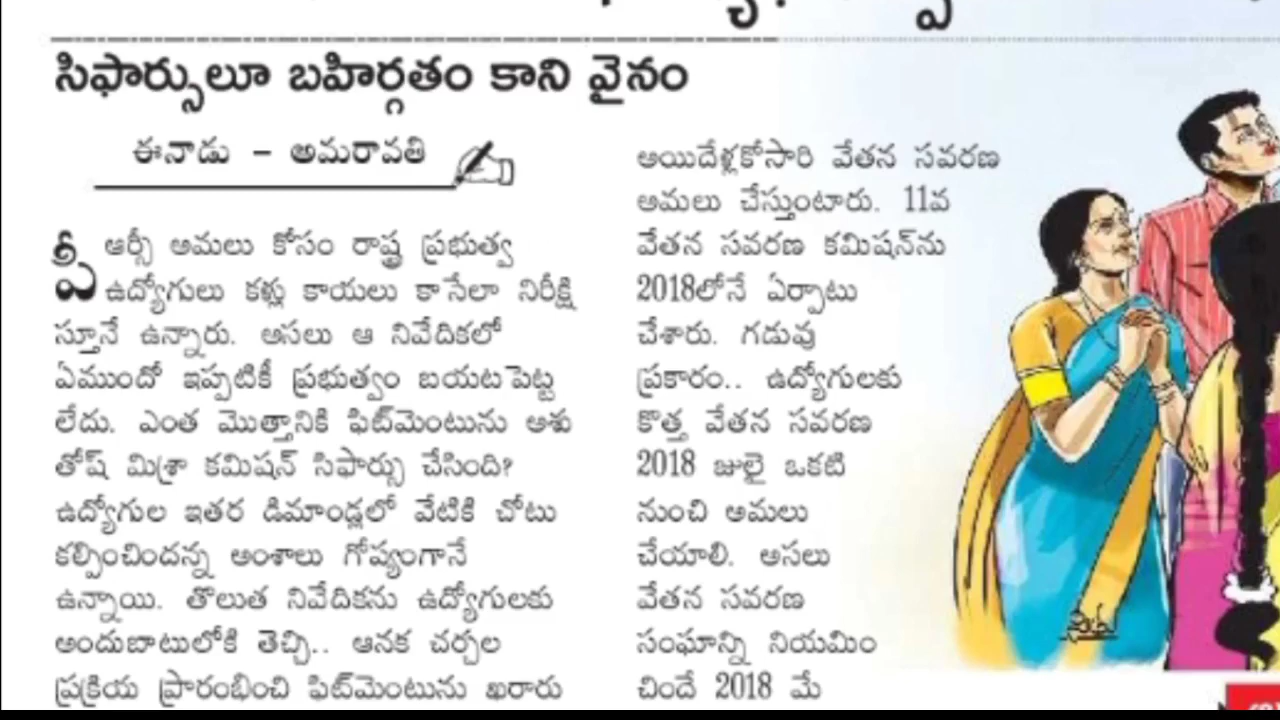 సిఫార్సులూ బహిర్గతం కాని వైనం
ఈనాడు - అమరావతి
పీఆర్సీ అమలు కోసం రాష్ట్ర ప్రభుత్వ
ఉద్యోగులు కళ్లు కాయలు కాసేలా నిరీక్షి
స్తూనే ఉన్నారు. అసలు ఆ నివేదికలో
ఏముందో ఇప్పటికీ ప్రభుత్వం బయటపెట్ట
లేదు. ఎంత మొత్తానికి ఫిట్‌మెంటును అశు
తోష్ మిశ్రా కమిషన్ సిఫార్సు చేసింది?
ఉద్యోగుల ఇతర డిమాండ్లలో వేటికి చోటు
కల్పించిందన్న అంశాలు గోప్యంగానే
ఉన్నాయి. తొలుత నివేదికను ఉద్యోగులకు
అందుబాటులోకి తెచ్చి.. ఆనక చర్చల
ప్రక్రియ ప్రారంభించి ఫిట్‌మెంటును ఖరారు
అయిదేళ్లకోసారి వేతన సవరణ
అమలు చేస్తుంటారు. 11వ
వేతన సవరణ కమిషన్‌ను
2018లోనే ఏర్పాటు
చేశారు. గడువు
ప్రకారం.. ఉద్యోగులకు
కొత్త వేతన సవరణ
2018 జులై ఒకటి
నుంచి అమలు
చేయాలి. అసలు
వేతన సవరణ
సంఘాన్ని నియమిం
చిందే 2018 మే